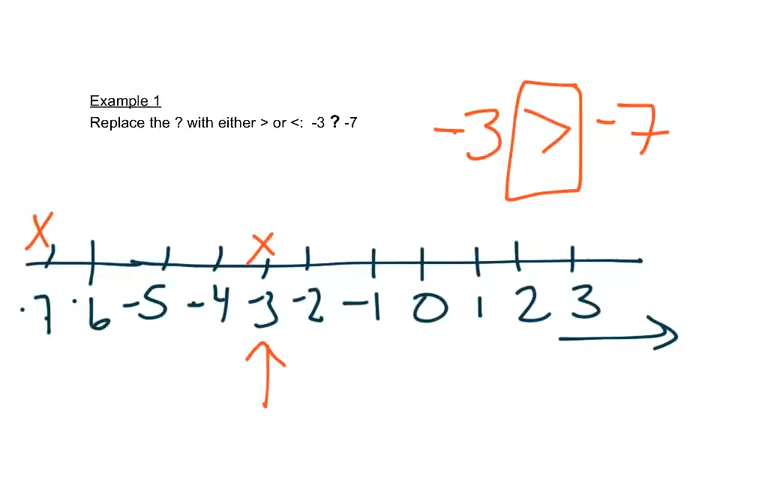 Example 1
Replace the ? with either > or <: -3 ? -7
-3 > -7
x x
-7 -6 -5 -4 -3 -2 -1 0 1 2 3